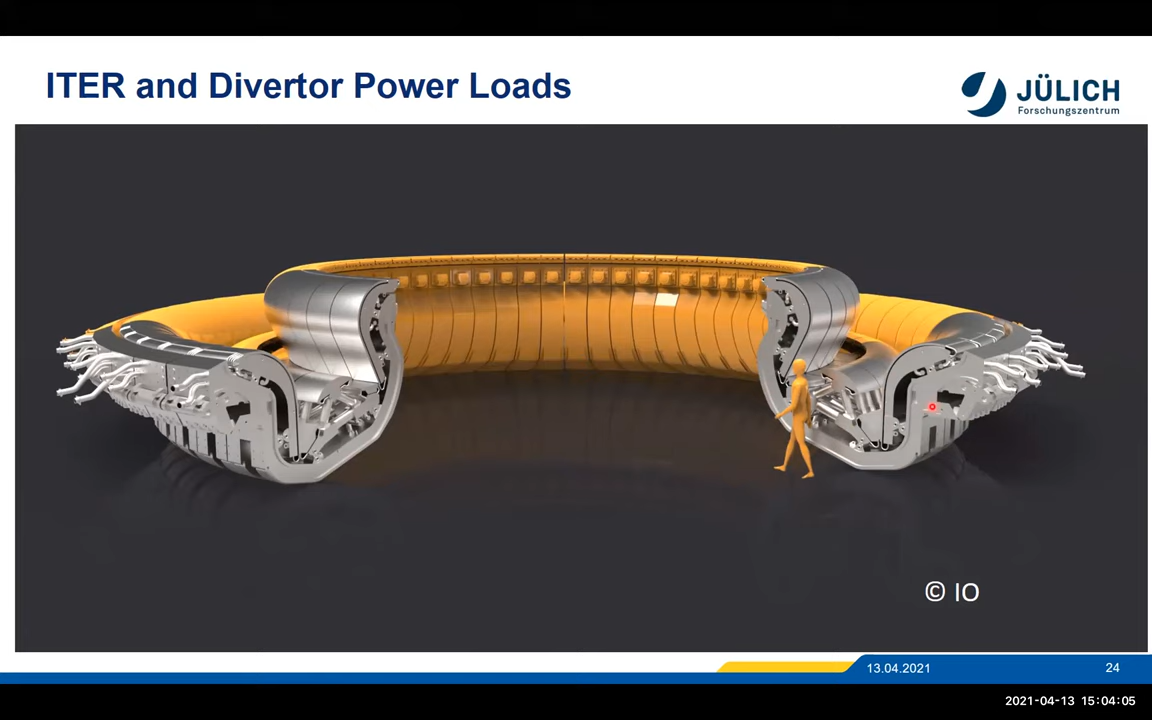 ITER and Divertor Power Loads
JÜLICH
Forschungszentrum
© IO
13.04.2021
24
2021-04-13 15:04:05